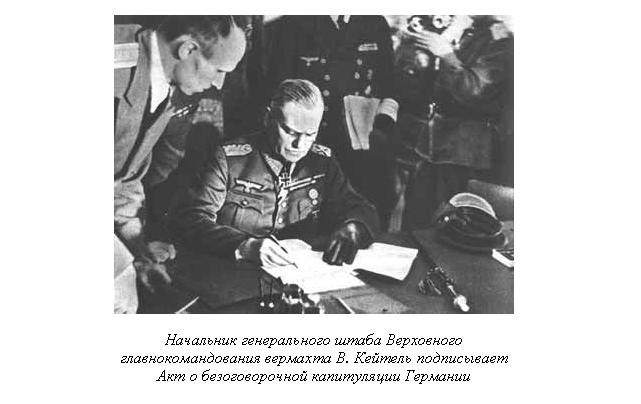 Начальник генерального штаба Верховного
главнокомандования вермахта В. Кейтель подписывает
Акт о безоговорочной капитуляции Германии